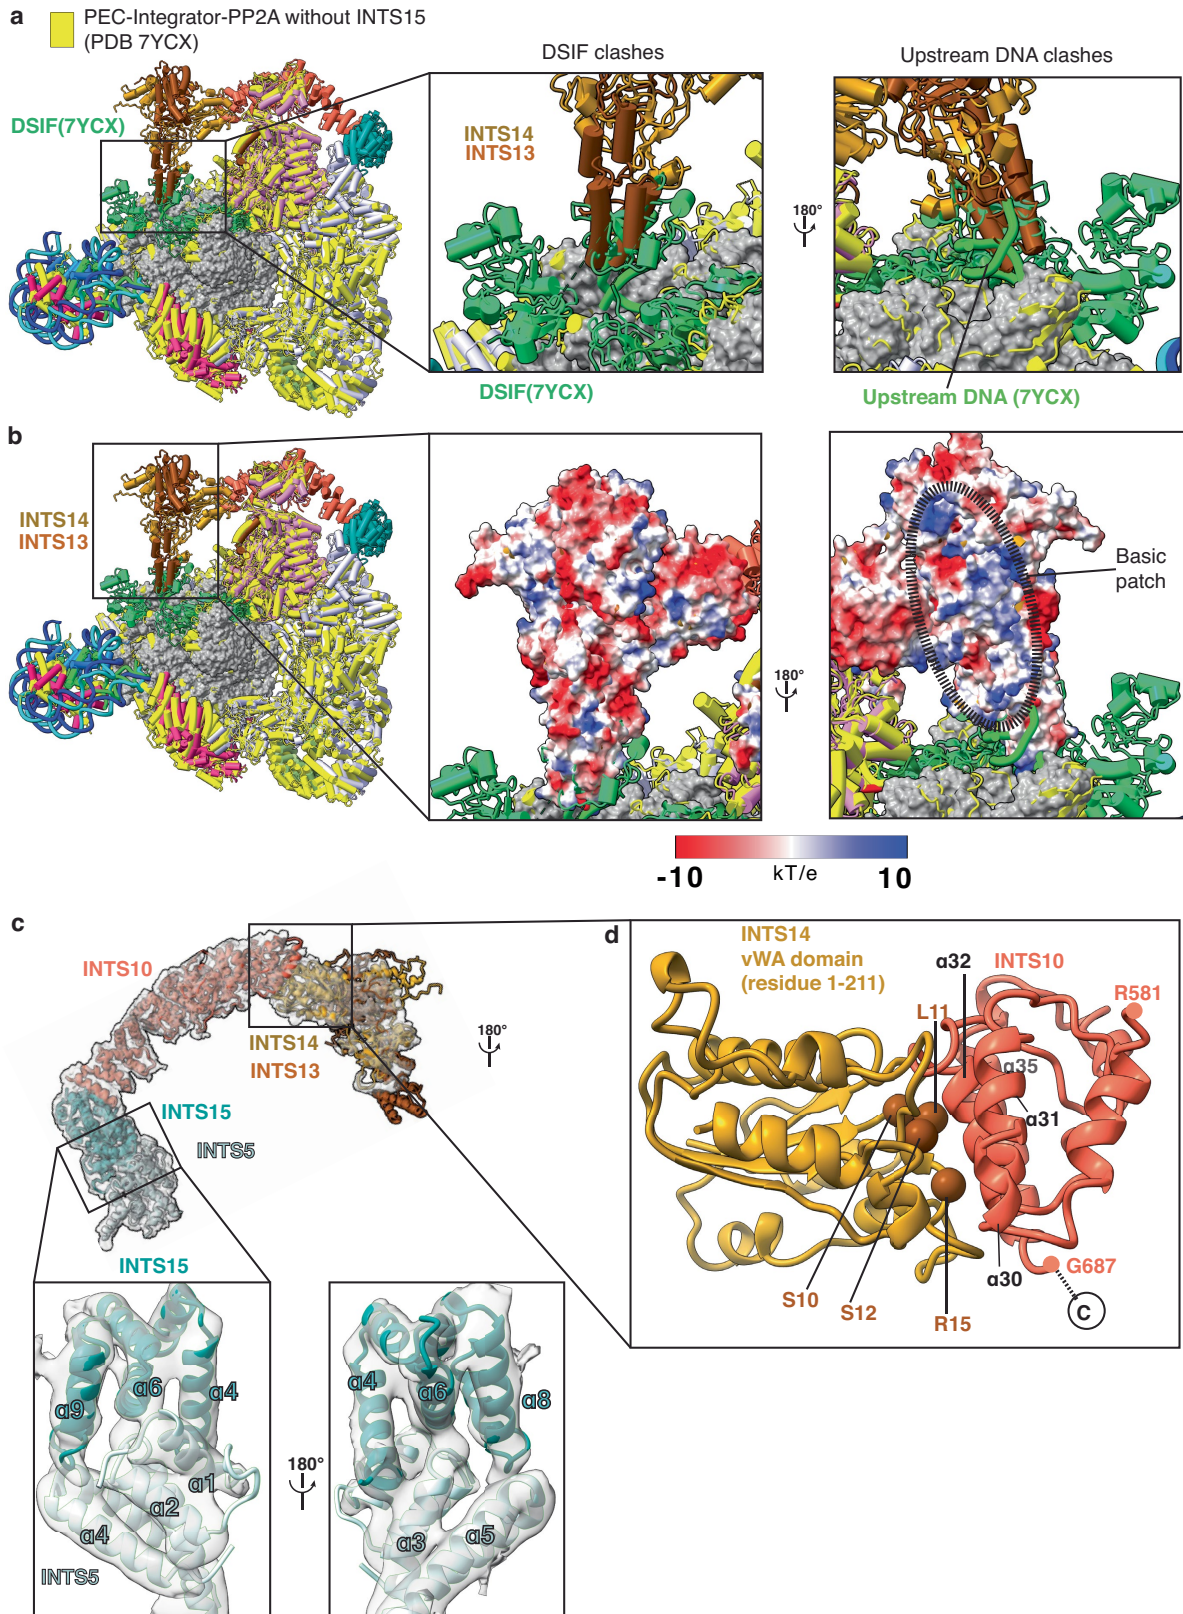 a
PEC-Integrator-PP2A without INTS15
(PDB 7YCX)
DSIF(7YCX)
DSIF clashes
INTS14
INTS13
DSIF(7YCX)
180°
Upstream DNA clashes
Upstream DNA (7YCX)
b
INTS14
INTS13
180°
Basic
patch
-10
kT/e
10
c
INTS10
INTS14
INTS13
180°
INTS15
INTS5
INTS15
α9
α6
α4
α1
α2
α4
INTS5
180°
α4
α6
α8
α3
α5
d
INTS14
vWA domain
(residue 1-211)
α32
INTS10
R581
L11
α35
α31
S10
S12
R15
α30
G687
C